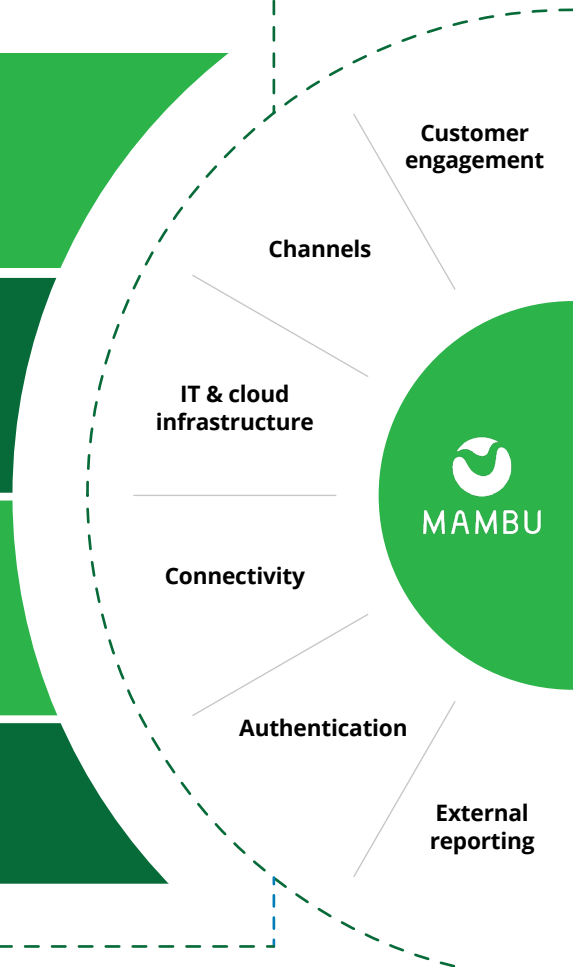 Customer
engagement
Channels
IT & cloud
infrastructure
MAMBU
Connectivity
Authentication
External
reporting